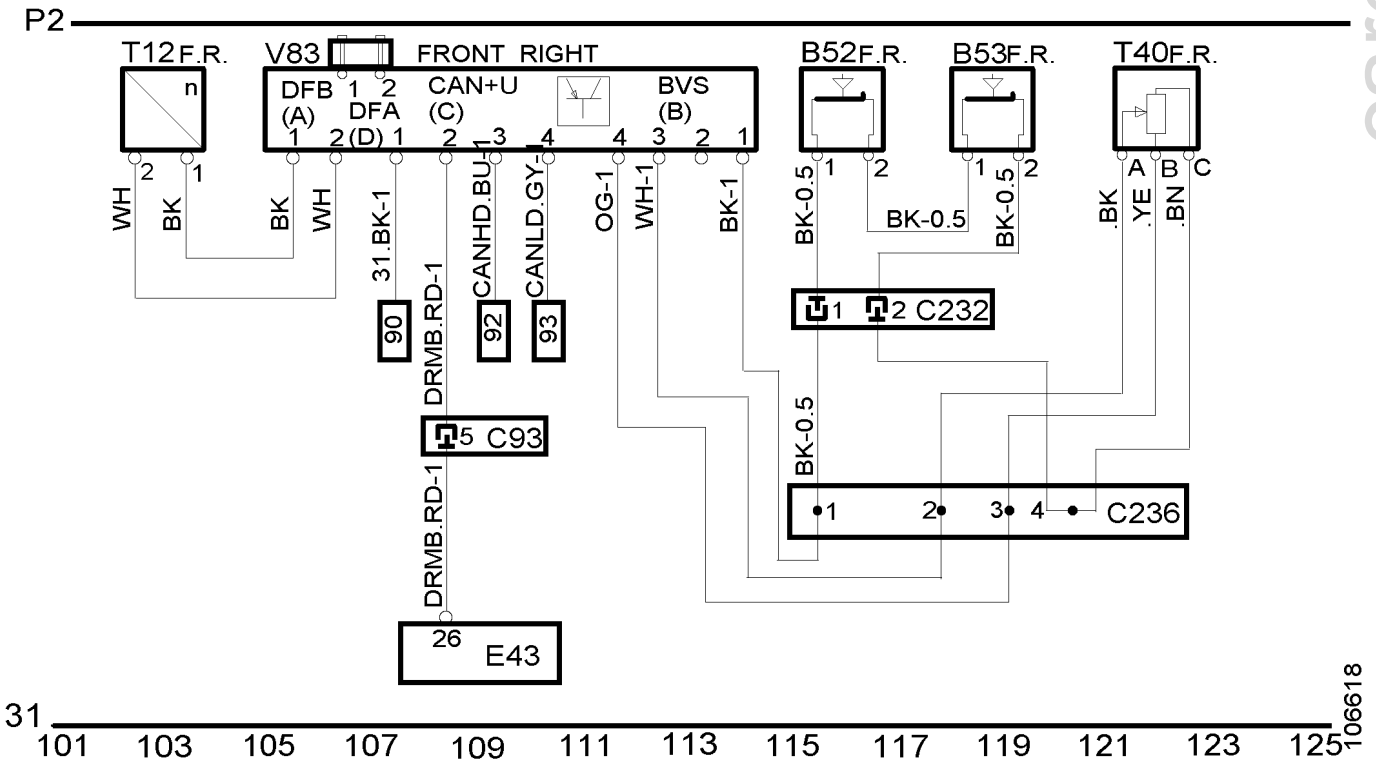 P2
T12 F.R.
V83
FRONT RIGHT
B52F.R.
B53F.R.
T40F.R.
n
DFB
(A)
1 2
DFA
(D)
CAN+U
(C)
BVS
(B)
1 2 1 2 3 4 4 3 2 1
2 1
1 2
1 2
A B C
WH
BK
BK
WH
31.BK-1
DRMB.RD-1
CANHD.BU-1
CANLD.GY-1
OG-1
WH-1
BK-1
BK-0.5
BK-0.5
BK-0.5
.BK
.YE
.BN
90
92
93
1 2 C232
5 C93
BK-0.5
DRMB.RD-1
1 2 3 4 C236
26
E43
31
101 103 105 107 109 111 113 115 117 119 121 123 125
106618